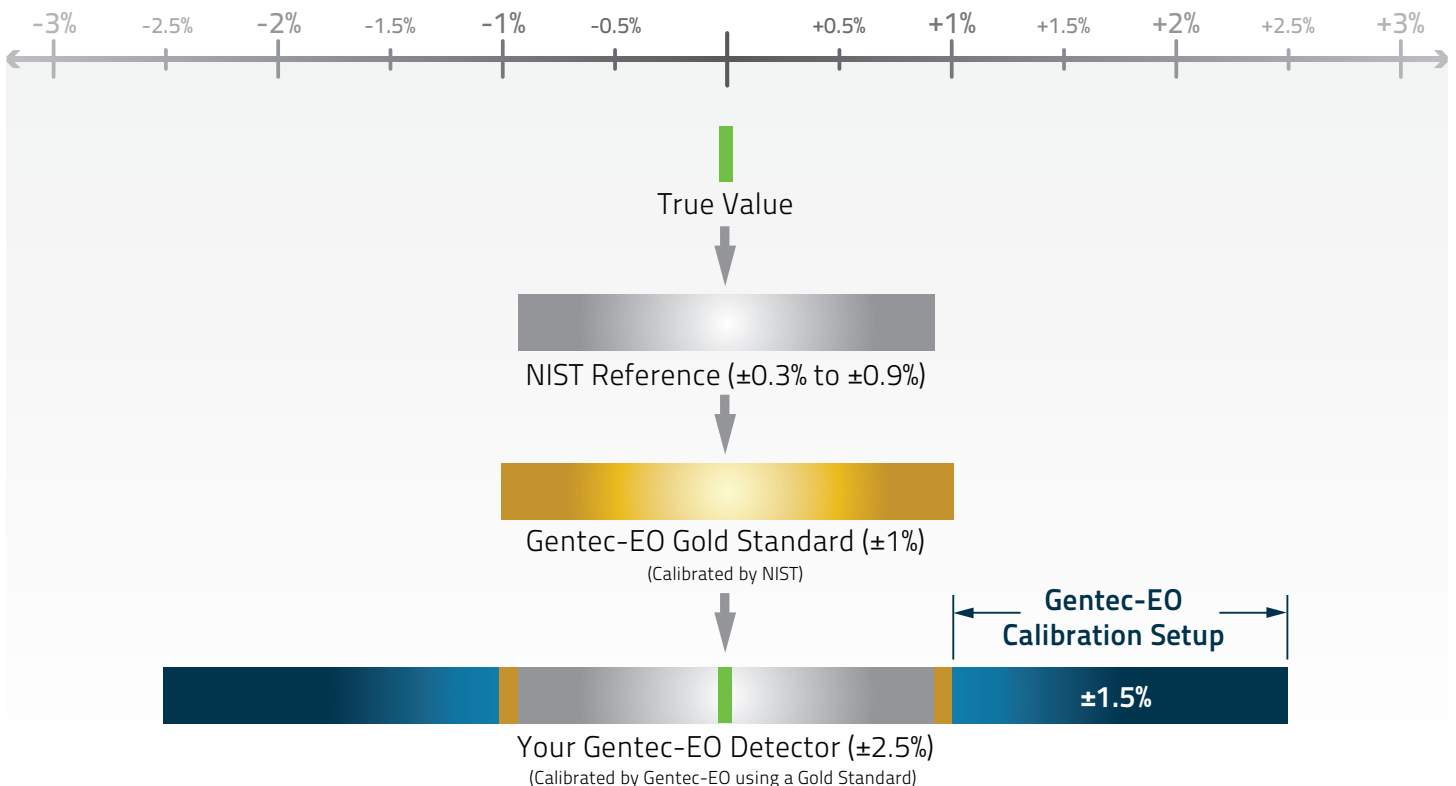 -3% -2.5% -2% -1.5% -1% -0.5% +0.5% +1% +1.5% +2% +2.5% +3%
True Value
NIST Reference (±0.3% to ±0.9%)
Gentec-EO Gold Standard (±1%)
(Calibrated by NIST)
Gentec-EO
Calibration Setup
±1.5%
Your Gentec-EO Detector (±2.5%)
(Calibrated by Gentec-EO using a Gold Standard)